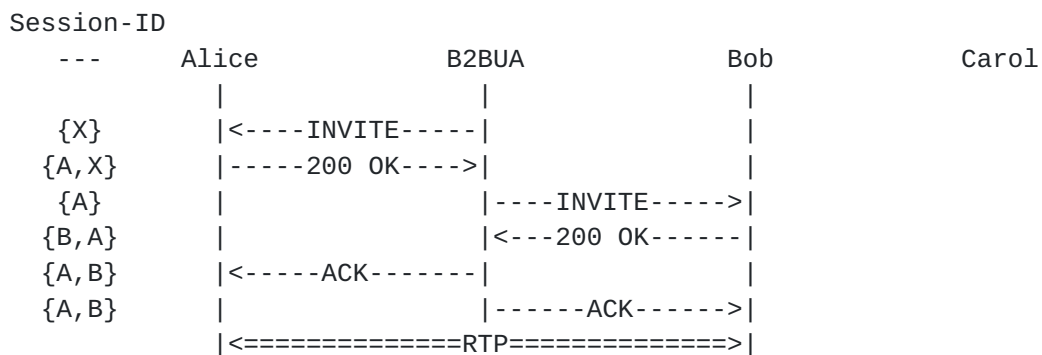 Session-ID
   ---     Alice            B2BUA             Bob            Carol
             |                |                |
   {X}       |<----INVITE-----|                |
  {A,X}      |-----200 OK---->|                |
   {A}       |                |----INVITE----->|
  {B,A}      |                |<---200 OK------|
  {A,B}      |<-----ACK-------|                |
  {A,B}      |                |------ACK------>|
             |<==============RTP==============>|